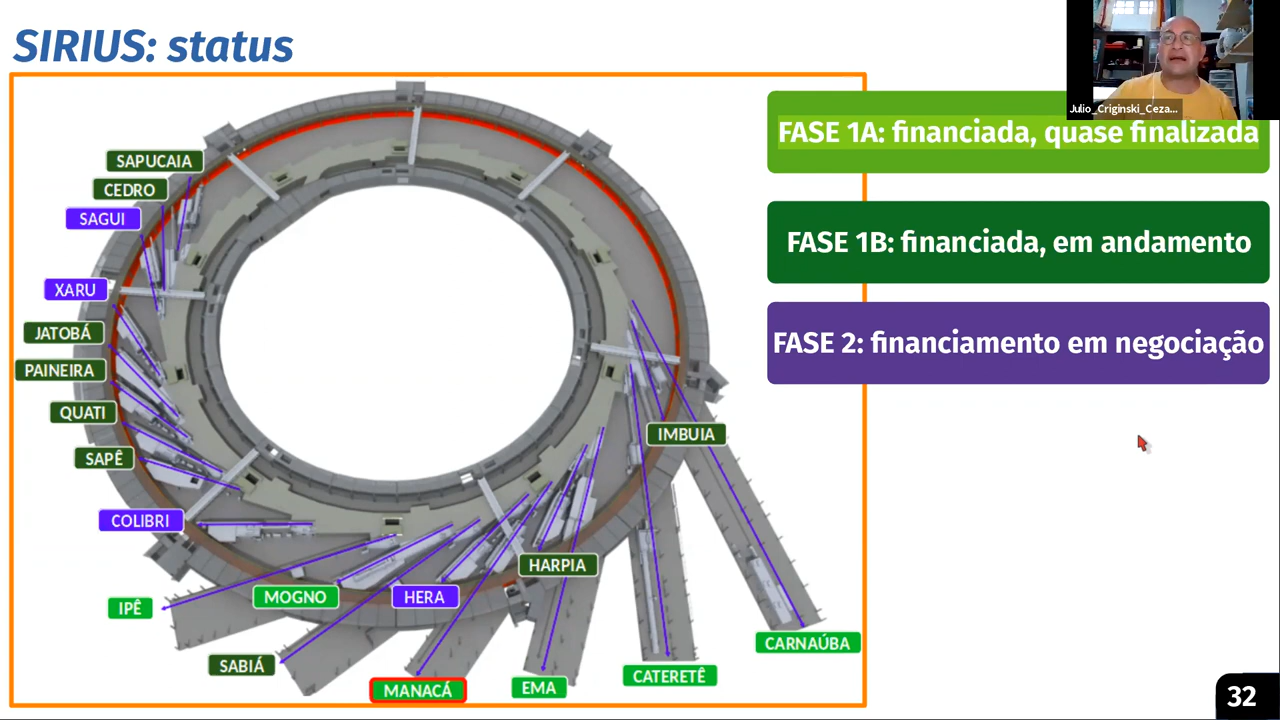 SIRIUS: status
Julio_Criginski_Ceza...
FASE 1A: financiada, quase finalizada
FASE 1B: financiada, em andamento
FASE 2: financiamento em negociação
SAPUCAIA
CEDRO
SAGUI
XARU
JATOBÁ
PAINEIRA
QUATI
SAPÊ
COLIBRI
IPÊ
MOGNO
HERA
HARPIA
IMBUIA
SABIÁ
MANACÁ
EMA
CATERETÊ
CARNAÚBA
32